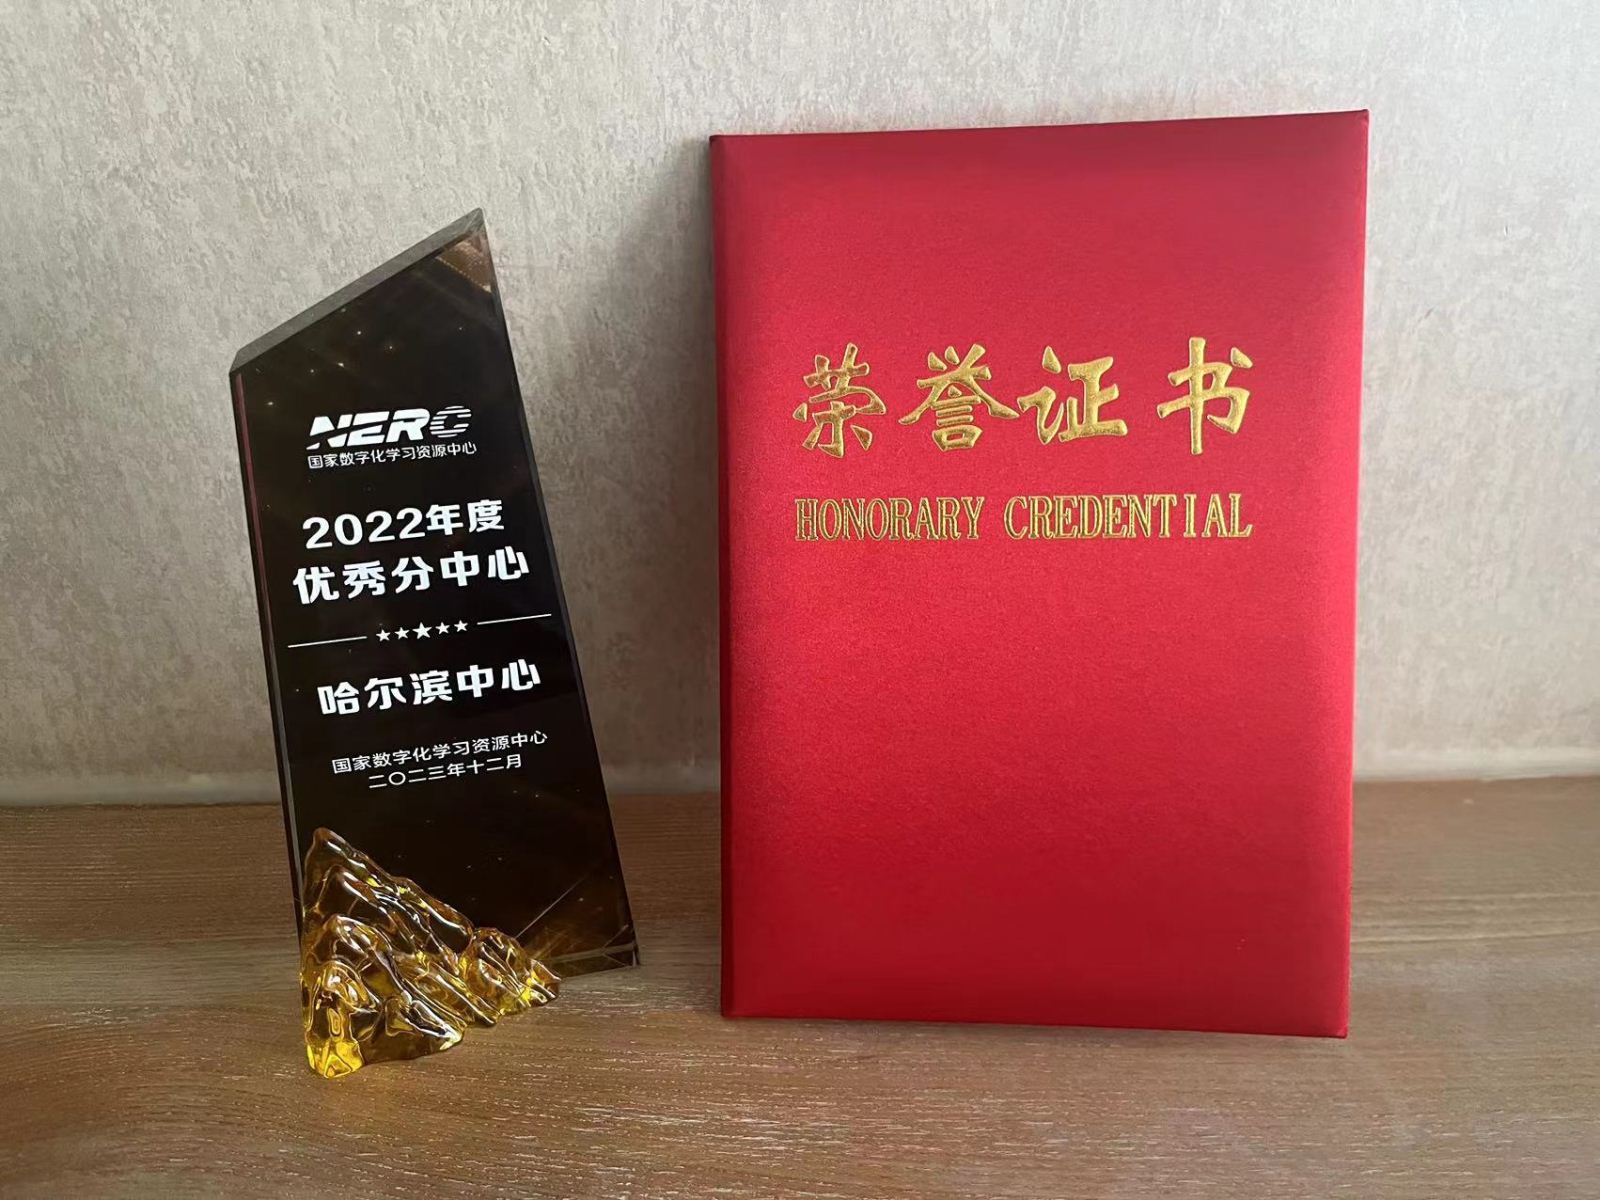 NERC
国家数字化学习资源中心
2022年度
优秀分中心
★★★★★
哈尔滨中心
国家数字化学习资源中心
二〇二三年十二月
荣誉证书
HONORARY CREDENTIAL